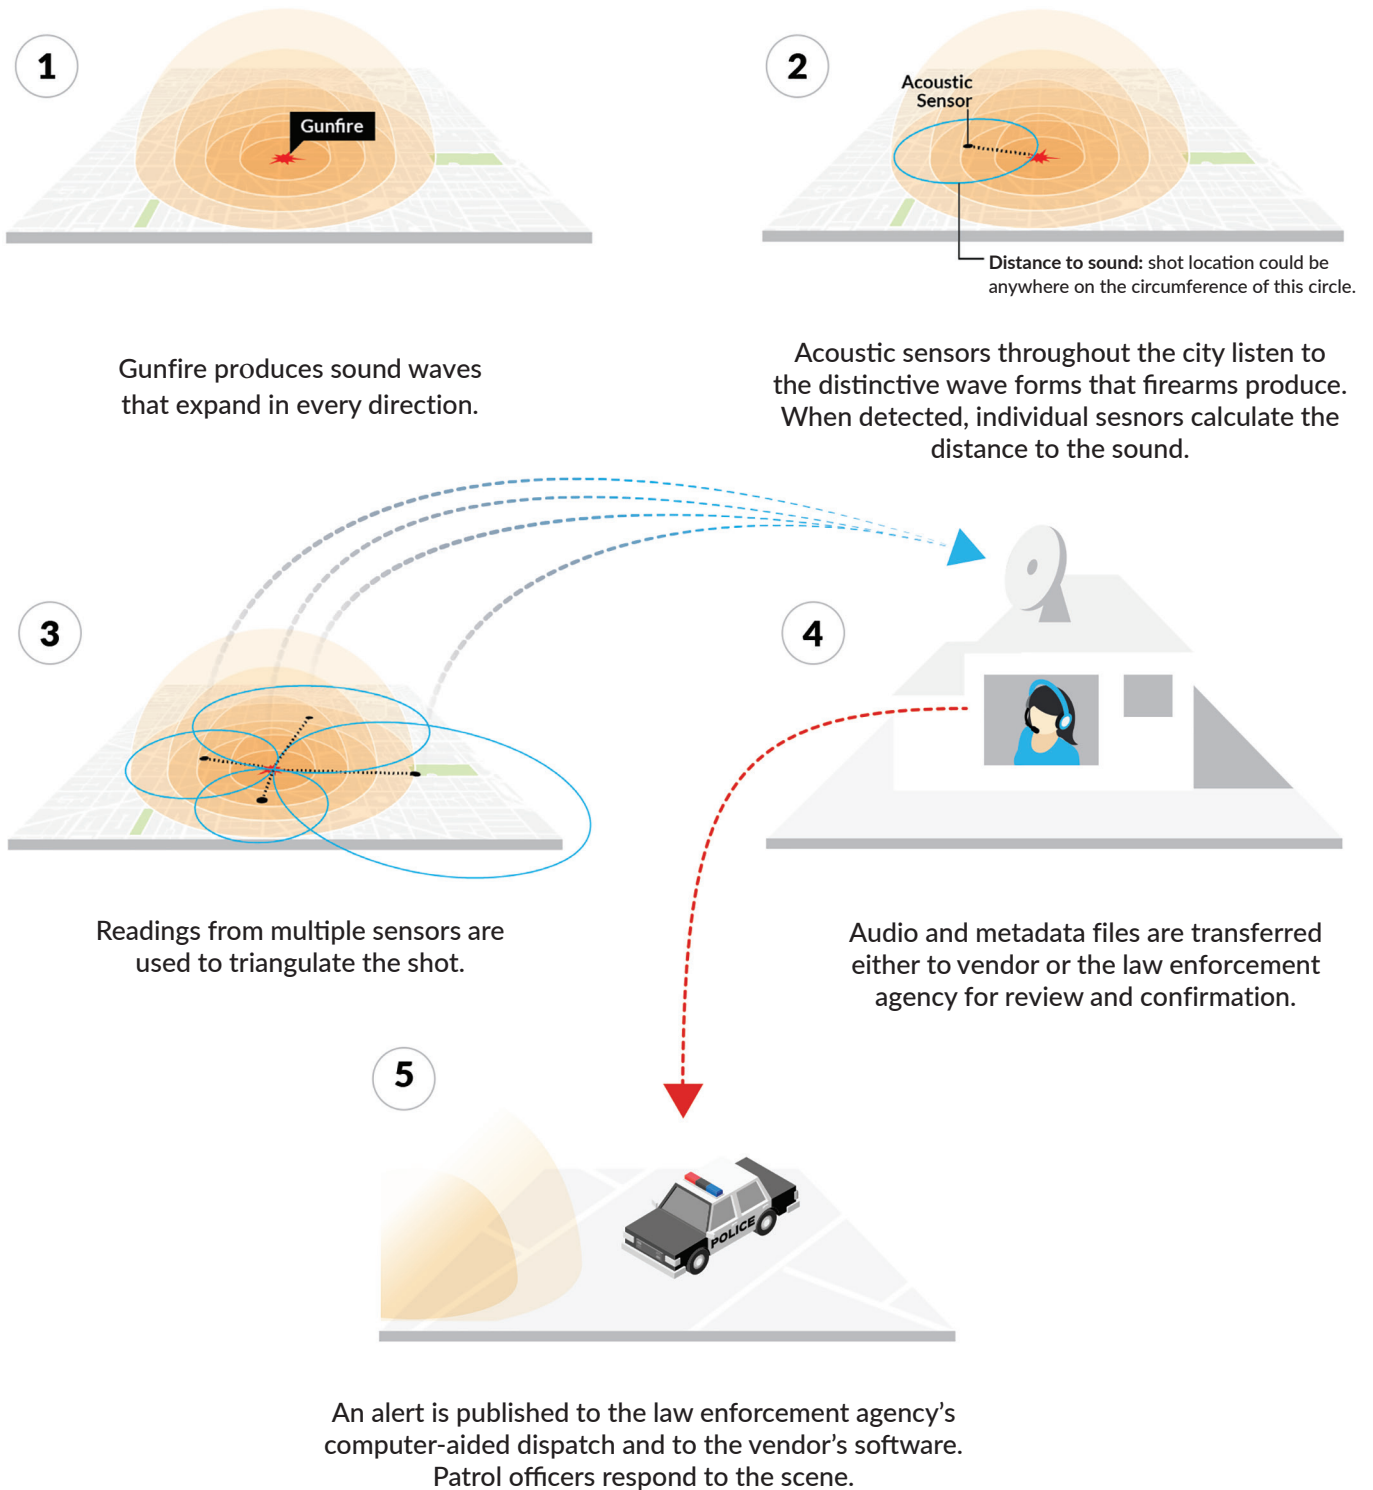 1
Gunfire
Gunfire produces sound waves
that expand in every direction.
2
Acoustic
Sensor
Distance to sound: shot location could be
anywhere on the circumference of this circle.
Acoustic sensors throughout the city listen to
the distinctive wave forms that firearms produce.
When detected, individual sesnors calculate the
distance to the sound.
3
Readings from multiple sensors are
used to triangulate the shot.
4
Audio and metadata files are transferred
either to vendor or the law enforcement
agency for review and confirmation.
5
POLICE
An alert is published to the law enforcement agency’s
computer-aided dispatch and to the vendor’s software.
Patrol officers respond to the scene.